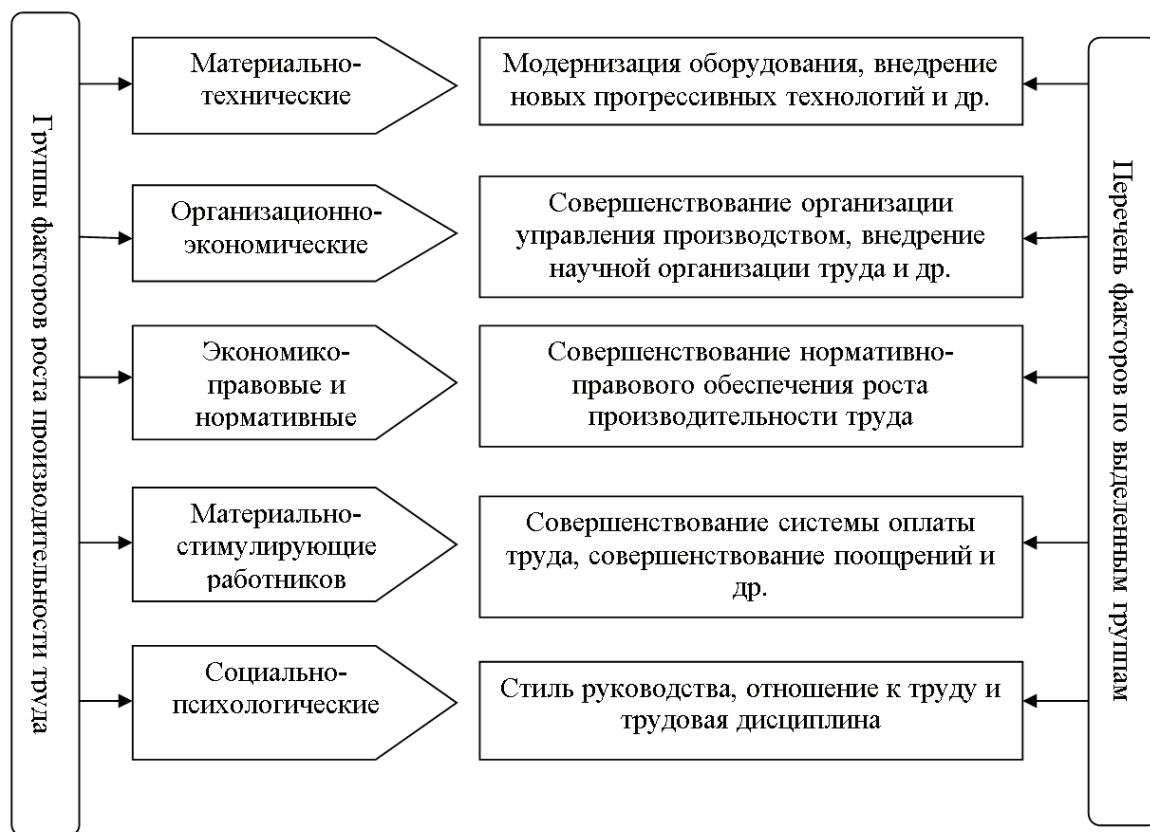 Группы факторов роста производительности труда
Материально-
технические
Модернизация оборудования, внедрение
новых прогрессивных технологий и др.
Организационно-
экономические
Совершенствование организации
управления производством, внедрение
научной организации труда и др.
Экономико-
правовые и
нормативные
Совершенствование нормативно-
правового обеспечения роста
производительности труда
Материально-
стимулирующие
работников
Совершенствование системы оплаты
труда, совершенствование поощрений и
др.
Социально-
психологические
Стиль руководства, отношение к труду и
трудовая дисциплина
Перечень факторов по выделенным группам